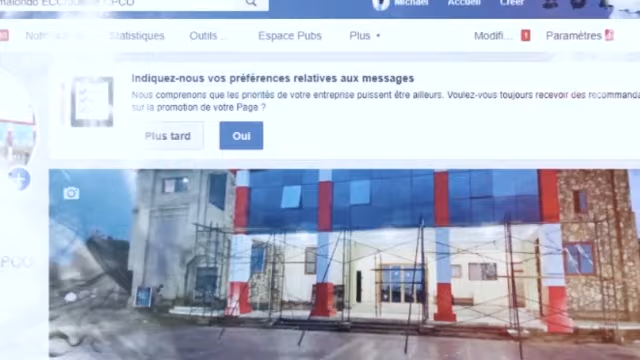 Michael Accueil Créer
Statistiques Outils ... Espace Pubs Plus Modifi... 1 Paramètres
Indiquez-nous vos préférences relatives aux messages
Nous comprenons que les priorités de votre entreprise puissent être ailleurs. Voulez-vous toujours recevoir des recommanda
sur la promotion de votre Page ?
Plus tard Oui